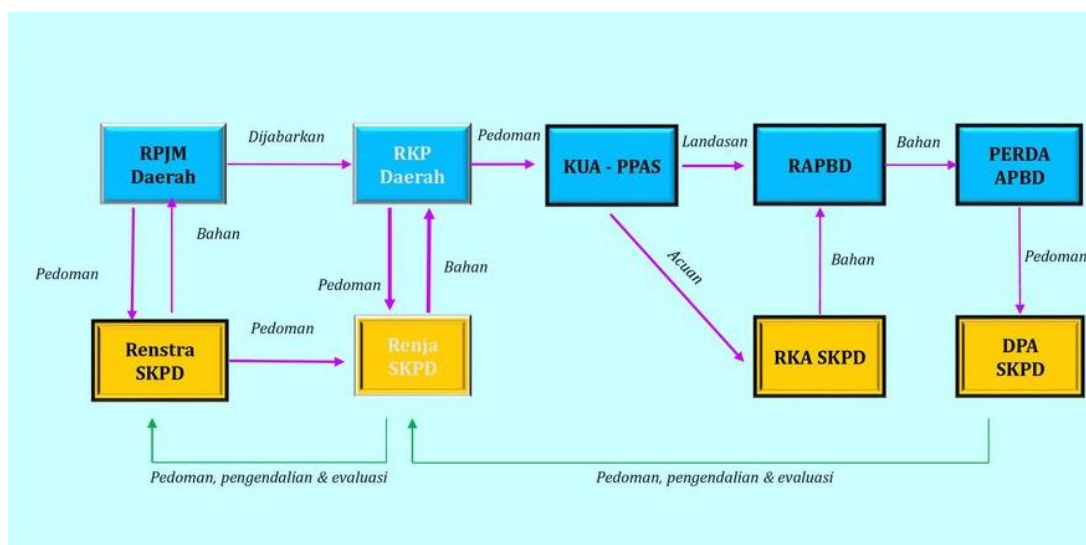 Dijabarkan
Pedoman
Landasan
Bahan
RPJM
Daerah
RKP
Daerah
KUA - PPAS
RAPBD
PERDA
APBD
Pedoman
Bahan
Pedoman
Bahan
Acuan
Bahan
Pedoman
Renstra
SKPD
Pedoman
Renja
SKPD
RKA SKPD
DPA
SKPD
Pedoman, pengendalian & evaluasi
Pedoman, pengendalian & evaluasi